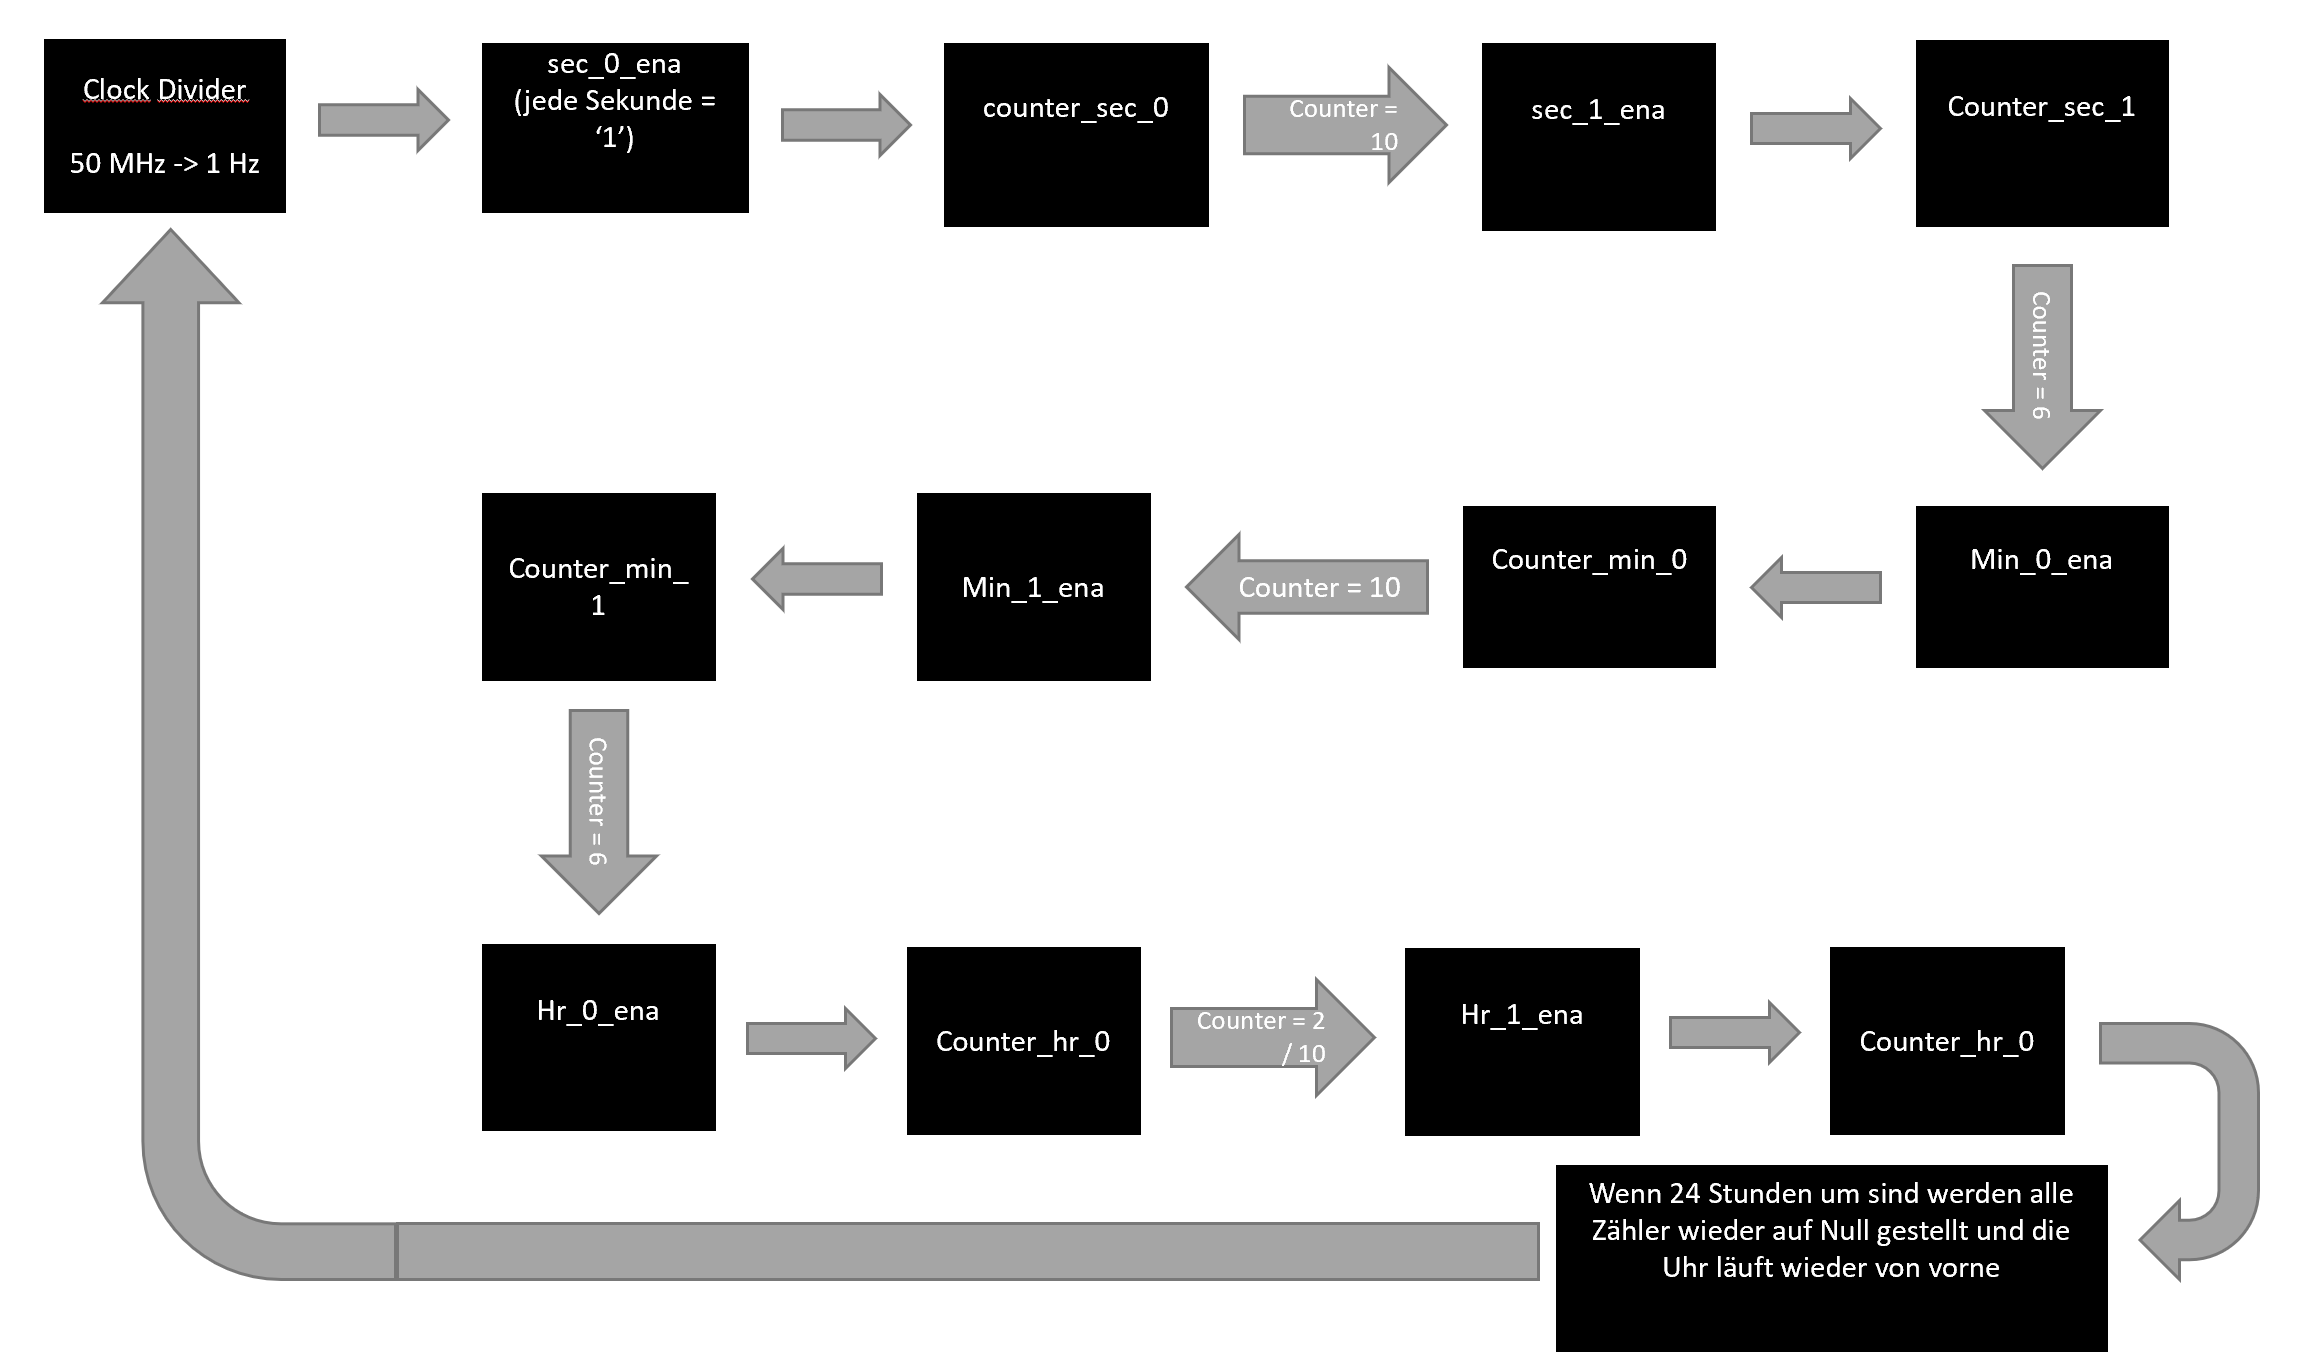 Clock Divider
50 MHz -> 1 Hz
sec_0_ena
(jede Sekunde =
‘1’)
counter_sec_0
Counter =
10
sec_1_ena
Counter_sec_1
Counter = 6
Min_0_ena
Counter_min_0
Counter = 10
Min_1_ena
Counter_min_
1
Counter = 6
Hr_0_ena
Counter_hr_0
Counter = 2
/ 10
Hr_1_ena
Counter_hr_0
Wenn 24 Stunden um sind werden alle
Zähler wieder auf Null gestellt und die
Uhr läuft wieder von vorne